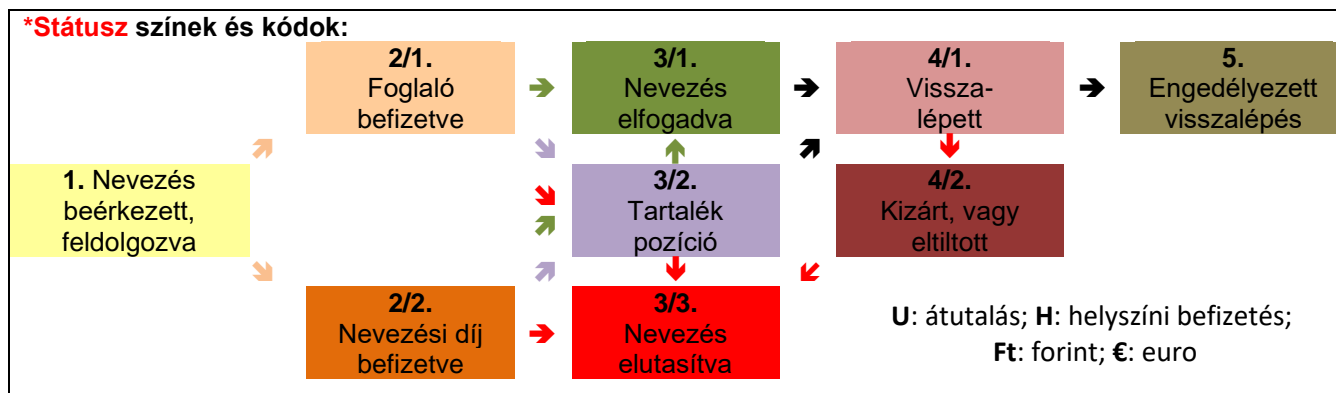 *Státusz színek és kódok:
2/1.
Foglaló
befizetve
3/1.
Nevezés
elfogadva
4/1.
Vissza-
lépett
5.
Engedélyezett
visszalépés
1. Nevezés
beérkezett,
feldolgozva
3/2.
Tartalék
pozíció
4/2.
Kizárt, vagy
eltiltott
2/2.
Nevezési díj
befizetve
3/3.
Nevezés
elutasítva
U: átutalás; H: helyszíni befizetés;
Ft: forint; €: euro